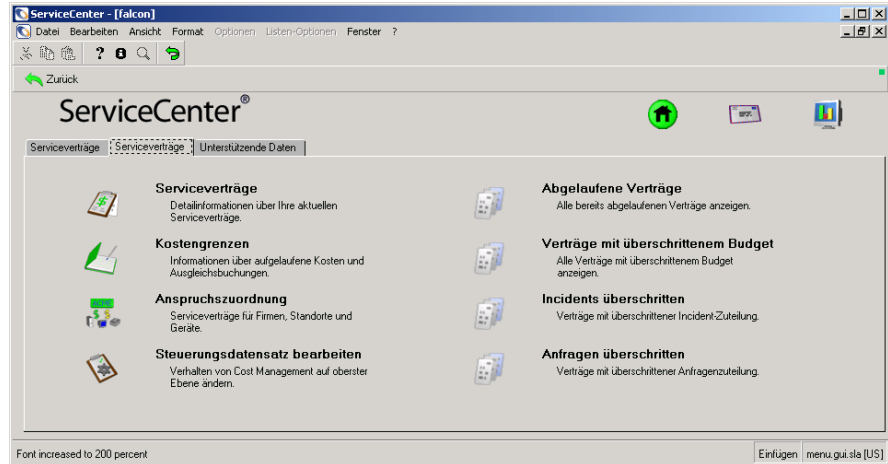 ServiceCenter - [falcon]
Datei Bearbeiten Ansicht Format Optionen Listen-Optionen Fenster ?
Zurück
ServiceCenter®
Serviceverträge Serviceverträge Unterstützende Daten
Serviceverträge
Detailinformationen über Ihre aktuellen
Serviceverträge.
Kostengrenzen
Informationen über aufgelaufene Kosten und
Ausgleichsbuchungen.
ACME
Anspruchszuordnung
Serviceverträge für Firmen, Standorte und
Geräte.
Steuerungsdatensatz bearbeiten
Verhalten von Cost Management auf oberster
Ebene ändern.
Abgelaufene Verträge
Alle bereits abgelaufenen Verträge anzeigen.
Verträge mit überschrittenem Budget
Alle Verträge mit überschrittenem Budget
anzeigen.
Incidents überschritten
Verträge mit überschrittener Incident-Zuteilung.
Anfragen überschritten
Verträge mit überschrittener Anfragenzuteilung.
Font increased to 200 percent
Einfügen menu.gui.sla [US]